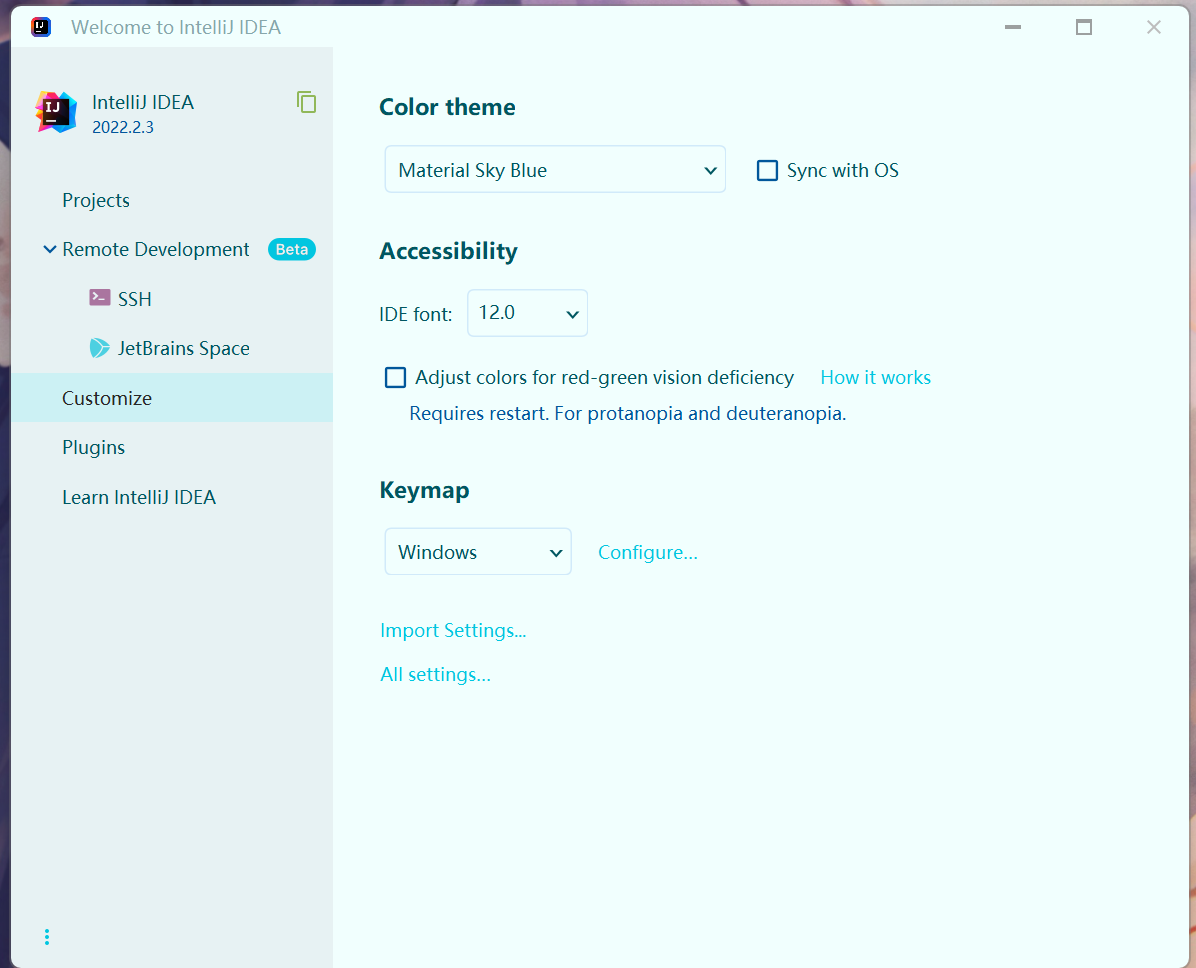 Welcome to IntelliJ IDEA
IntelliJ IDEA
2022.2.3
Projects
Remote Development Beta
SSH
JetBrains Space
Customize
Plugins
Learn IntelliJ IDEA
Color theme
Material Sky Blue Sync with OS
Accessibility
IDE font: 12.0
Adjust colors for red-green vision deficiency How it works
Requires restart. For protanopia and deuteranopia.
Keymap
Windows Configure...
Import Settings...
All settings...